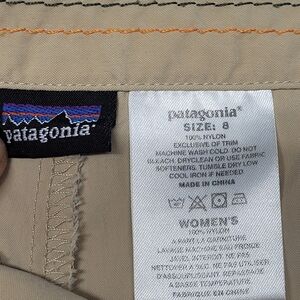 patagonia®
patagonia®
SIZE: 8
100% NYLON
EXCLUSIVE OF TRIM
MACHINE WASH COLD. DO NOT
BLEACH, DRYCLEAN OR USE FABRIC
SOFTENERS. TUMBLE DRY LOW
COOL IRON IF NEEDED.
MADE IN CHINA
WOMEN'S
100% NYLON
APART LA GARNITURE
LAVAGE MACHINE EAU FROIDE
JAVEL INTERDIT. NE PAS
NETTOYER A SEC. NE PAS UTILISER
D'ASSOUPLISSANT. REPASSAGE
A BASSE TEMPERATURE
FABRIQUE EN CHINE